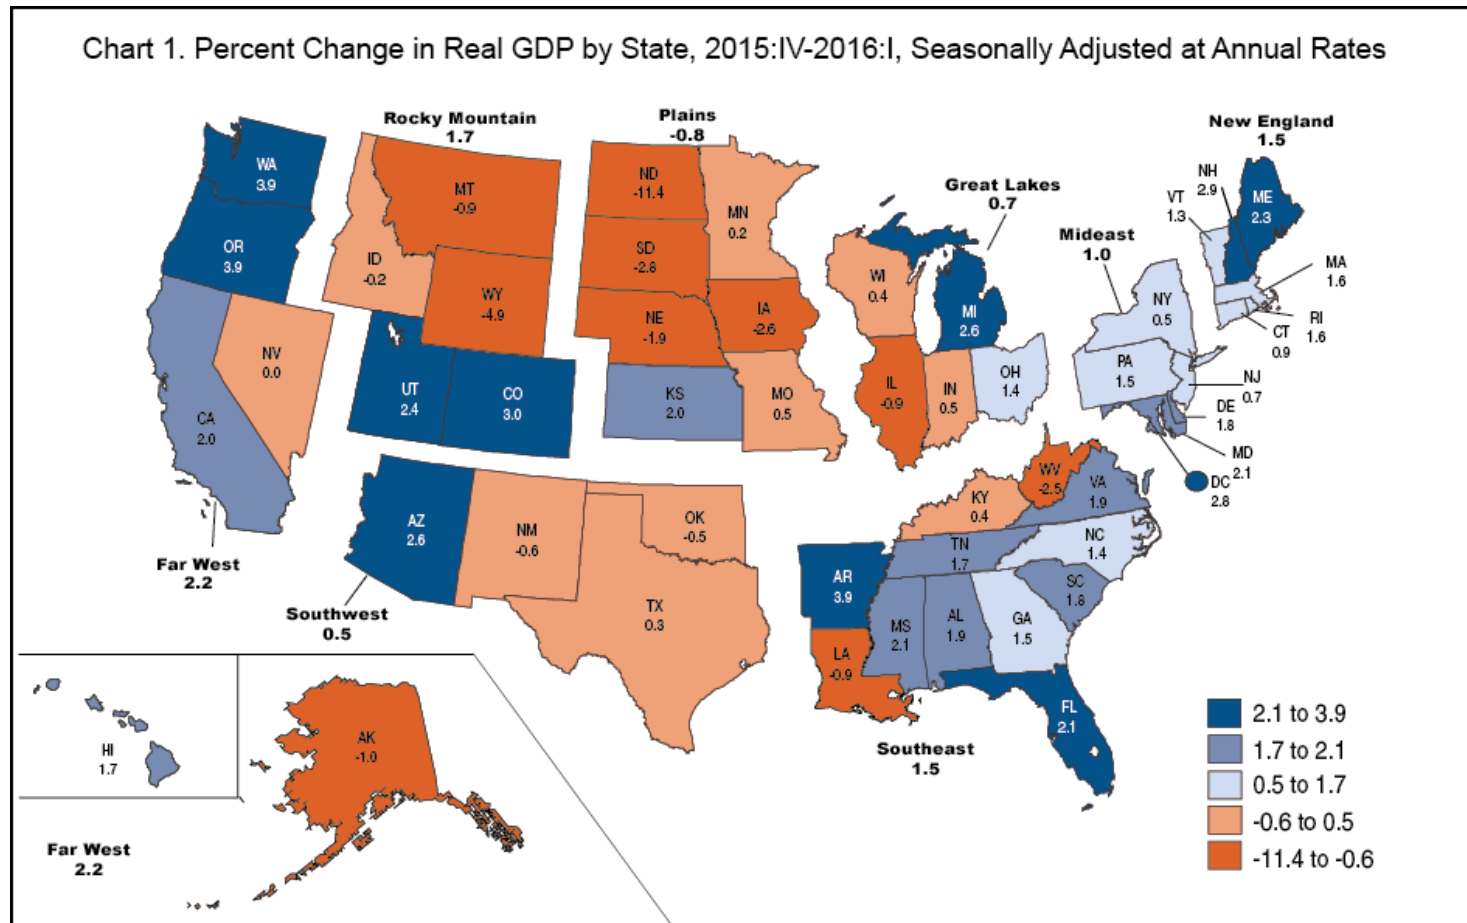 Chart 1. Percent Change in Real GDP by State, 2015:IV-2016:I, Seasonally Adjusted at Annual Rates
Rocky Mountain
1.7
Plains
-0.8
New England
1.5
Great Lakes
0.7
Mideast
1.0
WA
3.9
OR
3.9
CA
2.0
NV
0.0
ID
-0.2
MT
-0.9
WY
-4.9
UT
2.4
CO
3.0
ND
-11.4
SD
-2.8
NE
-1.9
KS
2.0
MN
0.2
IA
-2.6
MO
0.5
WI
0.4
MI
2.6
IL
-0.9
IN
0.5
OH
1.4
NH
2.9
VT
1.3
ME
2.3
MA
1.6
RI
1.6
CT
0.9
NY
0.5
PA
1.5
NJ
0.7
DE
1.8
MD
2.1
DC
2.8
AZ
2.6
NM
-0.6
OK
-0.5
TX
0.3
WV
-2.5
VA
1.9
KY
0.4
NC
1.4
TN
1.7
SC
1.8
AR
3.9
MS
2.1
AL
1.9
GA
1.5
LA
-0.9
FL
2.1
Far West
2.2
Southwest
0.5
Southeast
1.5
HI
1.7
AK
-1.0
Far West
2.2
2.1 to 3.9
1.7 to 2.1
0.5 to 1.7
-0.6 to 0.5
-11.4 to -0.6